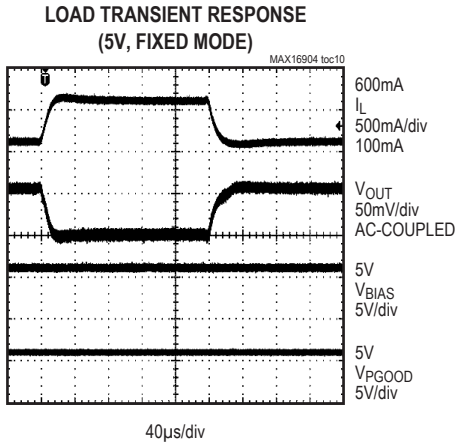 LOAD TRANSIENT RESPONSE
(5V, FIXED MODE)
MAX16904 toc10
T
600mA
IL
500mA/div
100mA
VOUT
50mV/div
AC-COUPLED
5V
VBIAS
5V/div
5V
VPGOOD
5V/div
40µs/div